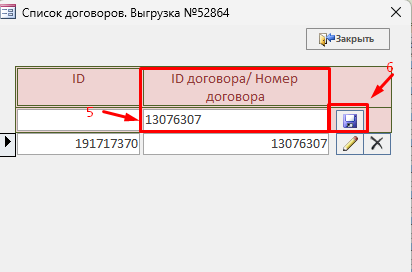 Список договоров. Выгрузка №52864
Закрыть
6
ID
ID договора/ Номер
договора
5
13076307
191717370
13076307